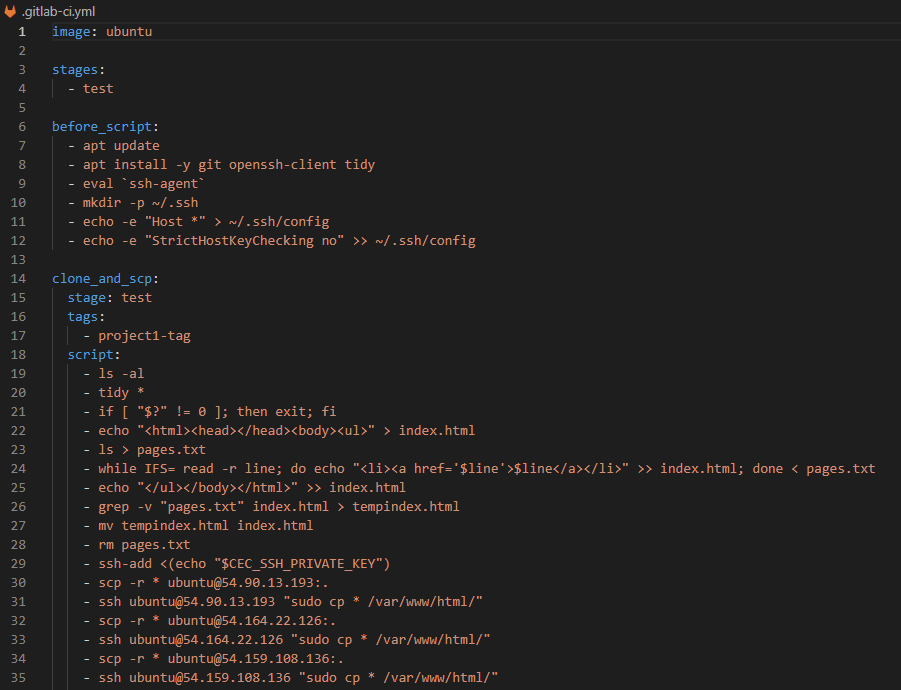 .gitlab-ci.yml
1 image: ubuntu
2
3 stages:
4   - test
5
6 before_script:
7   - apt update
8   - apt install -y git openssh-client tidy
9   - eval `ssh-agent`
10   - mkdir -p ~/.ssh
11   - echo -e "Host *" > ~/.ssh/config
12   - echo -e "StrictHostKeyChecking no" >> ~/.ssh/config
13
14 clone_and_scp:
15   stage: test
16   tags:
17     - project1-tag
18   script:
19     - ls -al
20     - tidy *
21     - if [ "$?" != 0 ]; then exit; fi
22     - echo "<html><head></head><body><ul>" > index.html
23     - ls > pages.txt
24     - while IFS= read -r line; do echo "<li><a href='$line'>$line</a></li>" >> index.html; done < pages.txt
25     - echo "</ul></body></html>" >> index.html
26     - grep -v "pages.txt" index.html > tempindex.html
27     - mv tempindex.html index.html
28     - rm pages.txt
29     - ssh-add <(echo "$CEC_SSH_PRIVATE_KEY")
30     - scp -r * ubuntu@54.90.13.193:.
31     - ssh ubuntu@54.90.13.193 "sudo cp * /var/www/html/"
32     - scp -r * ubuntu@54.164.22.126:.
33     - ssh ubuntu@54.164.22.126 "sudo cp * /var/www/html/"
34     - scp -r * ubuntu@54.159.108.136:.
35     - ssh ubuntu@54.159.108.136 "sudo cp * /var/www/html/"